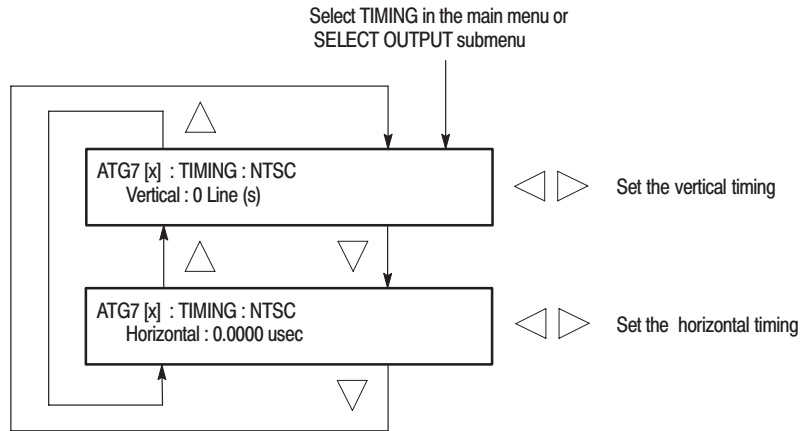 Select TIMING in the main menu or
SELECT OUTPUT submenu
ATG7 [x] : TIMING : NTSC
Vertical : 0 Line (s)
Set the vertical timing
ATG7 [x] : TIMING : NTSC
Horizontal : 0.0000 usec
Set the horizontal timing